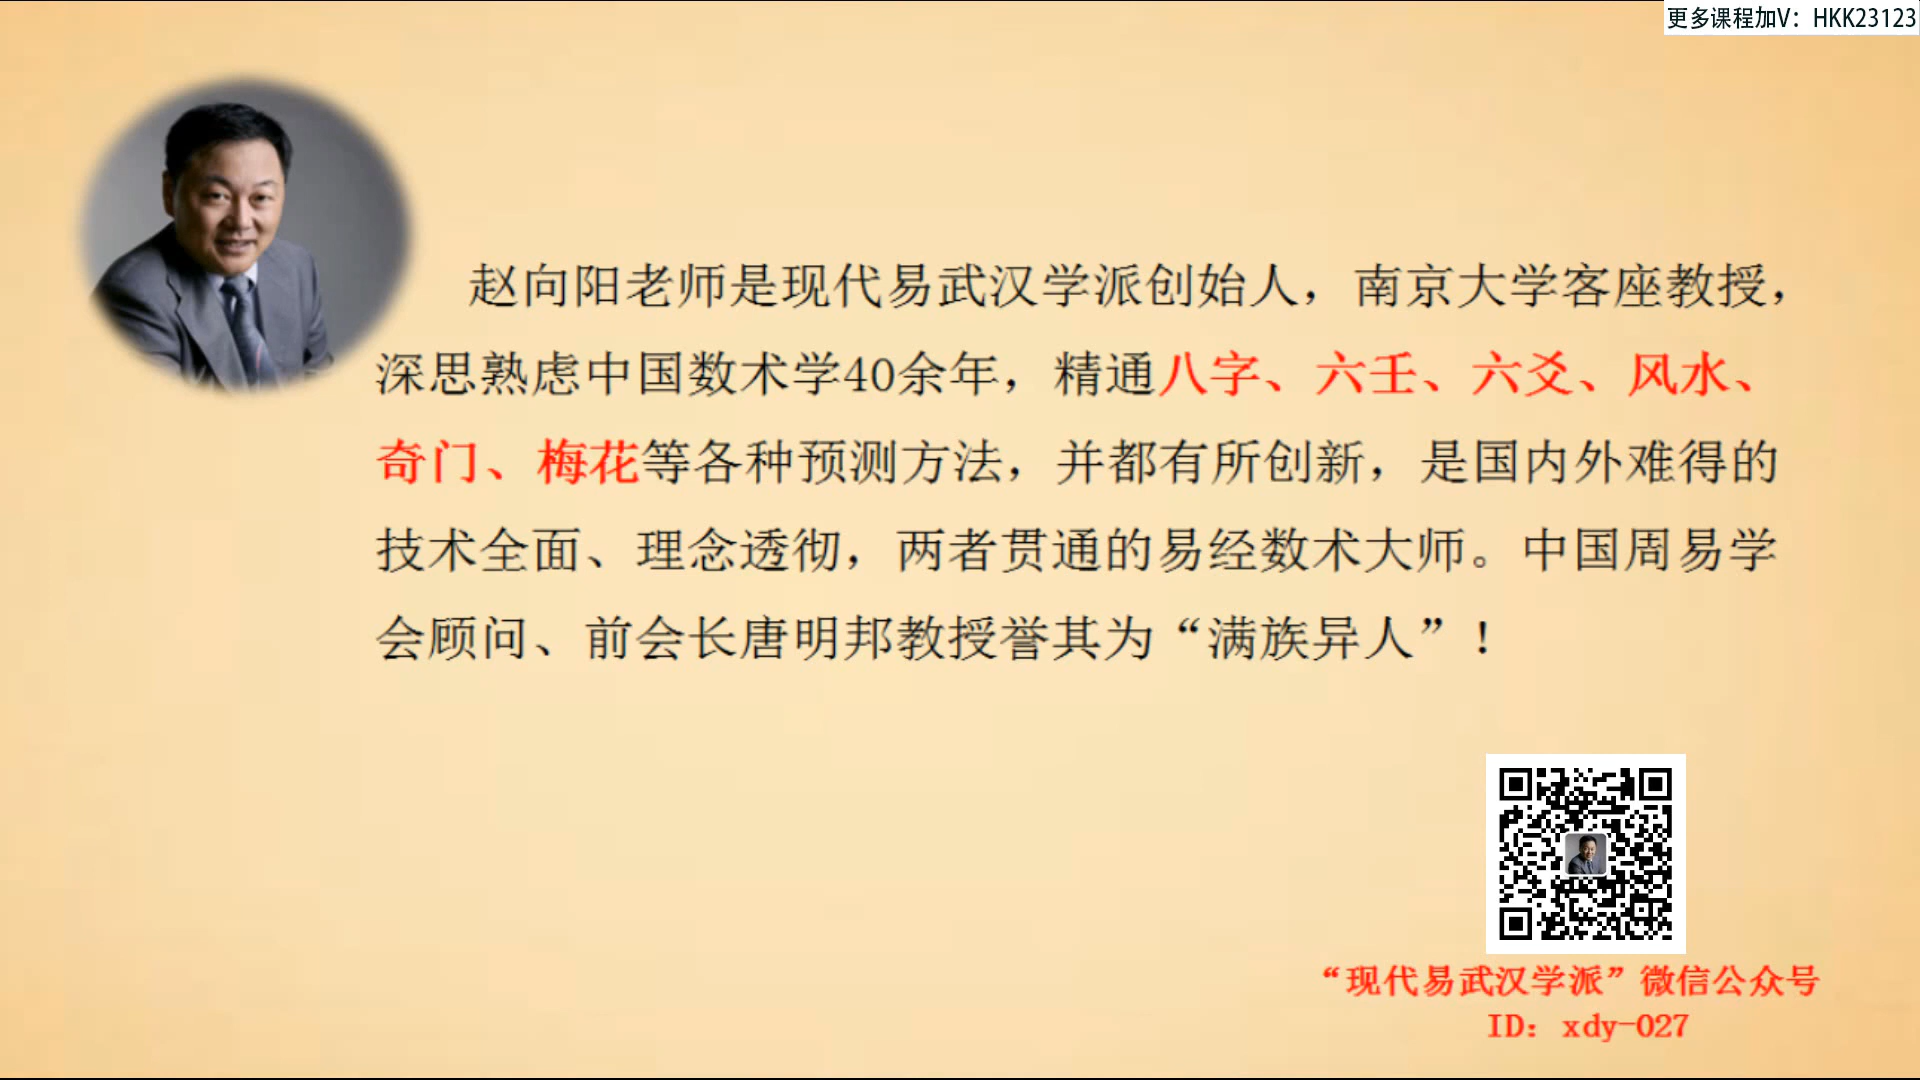 更多课程加V：HKK23123
赵向阳老师是现代易武汉学派创始人，南京大学客座教授，
深思熟虑中国数术学40余年，精通八字、六壬、六爻、风水、
奇门、梅花等各种预测方法，并都有所创新，是国内外难得的
技术全面、理念透彻，两者贯通的易经数术大师。中国周易学
会顾问、前会长唐明邦教授誉其为“满族异人”！
“现代易武汉学派”微信公众号
ID：xdy-027